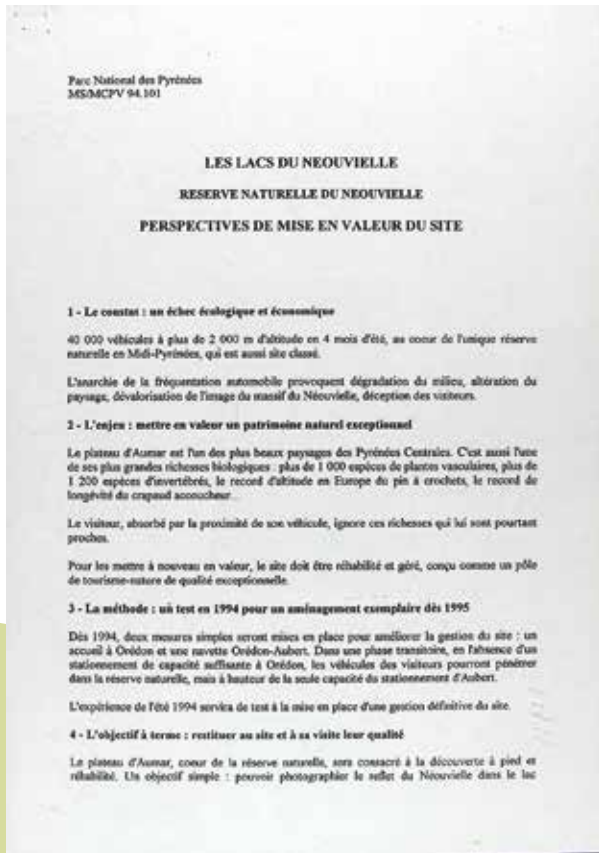 Parc National des Pyrénées
MS/MCPV 94.101
LES LACS DU NEOUVIELLE
RESERVE NATURELLE DU NEOUVIELLE
PERSPECTIVES DE MISE EN VALEUR DU SITE
1 - Le constat : un échec écologique et économique
40 000 véhicules à plus de 2 000 m d'altitude en 4 mois d'été, au coeur de l'unique réserve
naturelle en Midi-Pyrénées, qui est aussi site classé.
L'anarchie de la fréquentation automobile provoquent dégradation du milieu, altération du
paysage, dévalorisation de l'image du massif du Néouvielle, déception des visiteurs.
2 - L'enjeu : mettre en valeur un patrimoine naturel exceptionnel
Le plateau d'Aumar est l'un des plus beaux paysages des Pyrénées Centrales. C'est aussi l'une
de ses plus grandes richesses biologiques : plus de 1 000 espèces de plantes vasculaires, plus de
1 200 espèces d'invertébrés, le record d'altitude en Europe du pin à crochets, le record de
longévité du crapaud accoucheur...
Le visiteur, absorbé par la proximité de son véhicule, ignore ces richesses qui lui sont pourtant
proches.
Pour les mettre à nouveau en valeur, le site doit être réhabilité et géré, conçu comme un pôle
de tourisme-nature de qualité exceptionnelle.
3 - La méthode : un test en 1994 pour un aménagement exemplaire dès 1995
Dès 1994, deux mesures simples seront mises en place pour améliorer la gestion du site : un
accueil à Orédon et une navette Orédon-Aubert. Dans une phase transitoire, en l'absence d'un
stationnement de capacité suffisante à Orédon, les véhicules des visiteurs pourront pénétrer
dans la réserve naturelle, mais à hauteur de la seule capacité du stationnement d'Aubert.
L'expérience de l'été 1994 servira de test à la mise en place d'une gestion définitive du site.
4 - L'objectif à terme : restituer au site et à sa visite leur qualité
Le plateau d'Aumar, coeur de la réserve naturelle, sera consacré à la découverte à pied et
réhabilité. Un objectif simple : pouvoir photographier le reflet du Néouvielle dans le lac